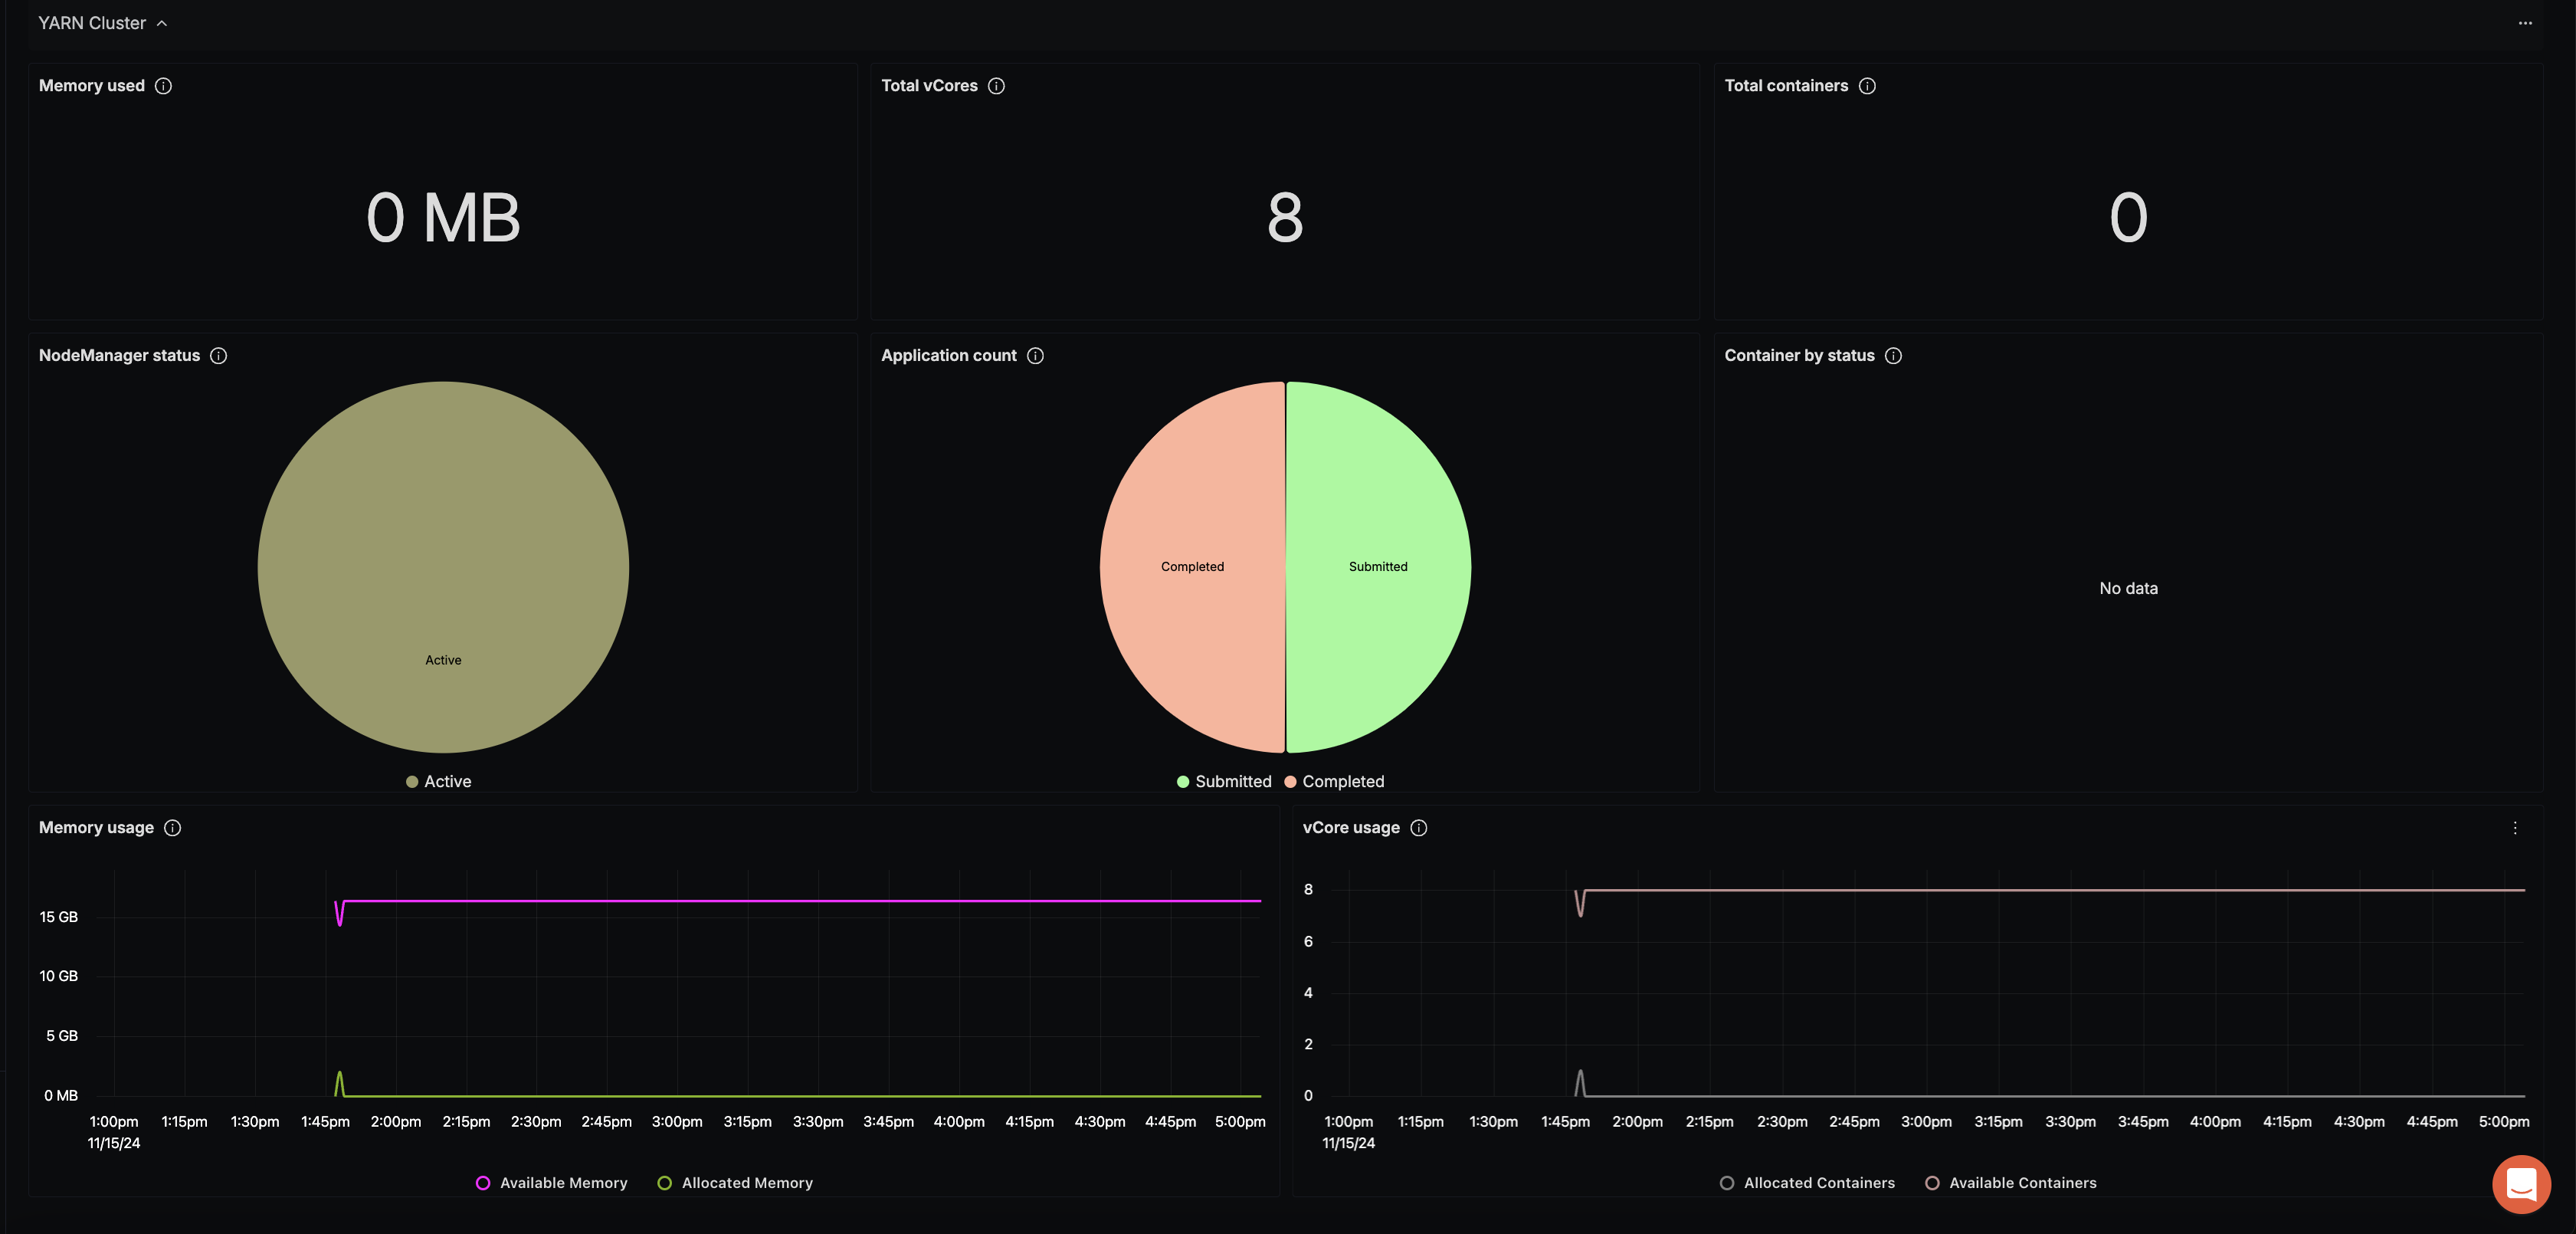 YARN Cluster
Memory used
Total vCores
Total containers
0 MB
8
0
NodeManager status
Application count
Container by status
Active
Completed
Submitted
No data
Active
Submitted Completed
Memory usage
15 GB
10 GB
5 GB
0 MB
1:00pm 1:15pm 1:30pm 1:45pm 2:00pm 2:15pm 2:30pm 2:45pm 3:00pm 3:15pm 3:30pm 3:45pm 4:00pm 4:15pm 4:30pm 4:45pm 5:00pm
11/15/24
Available Memory Allocated Memory
vCore usage
8
6
4
2
0
1:00pm 1:15pm 1:30pm 1:45pm 2:00pm 2:15pm 2:30pm 2:45pm 3:00pm 3:15pm 3:30pm 3:45pm 4:00pm 4:15pm 4:30pm 4:45pm 5:00pm
11/15/24
Allocated Containers Available Containers